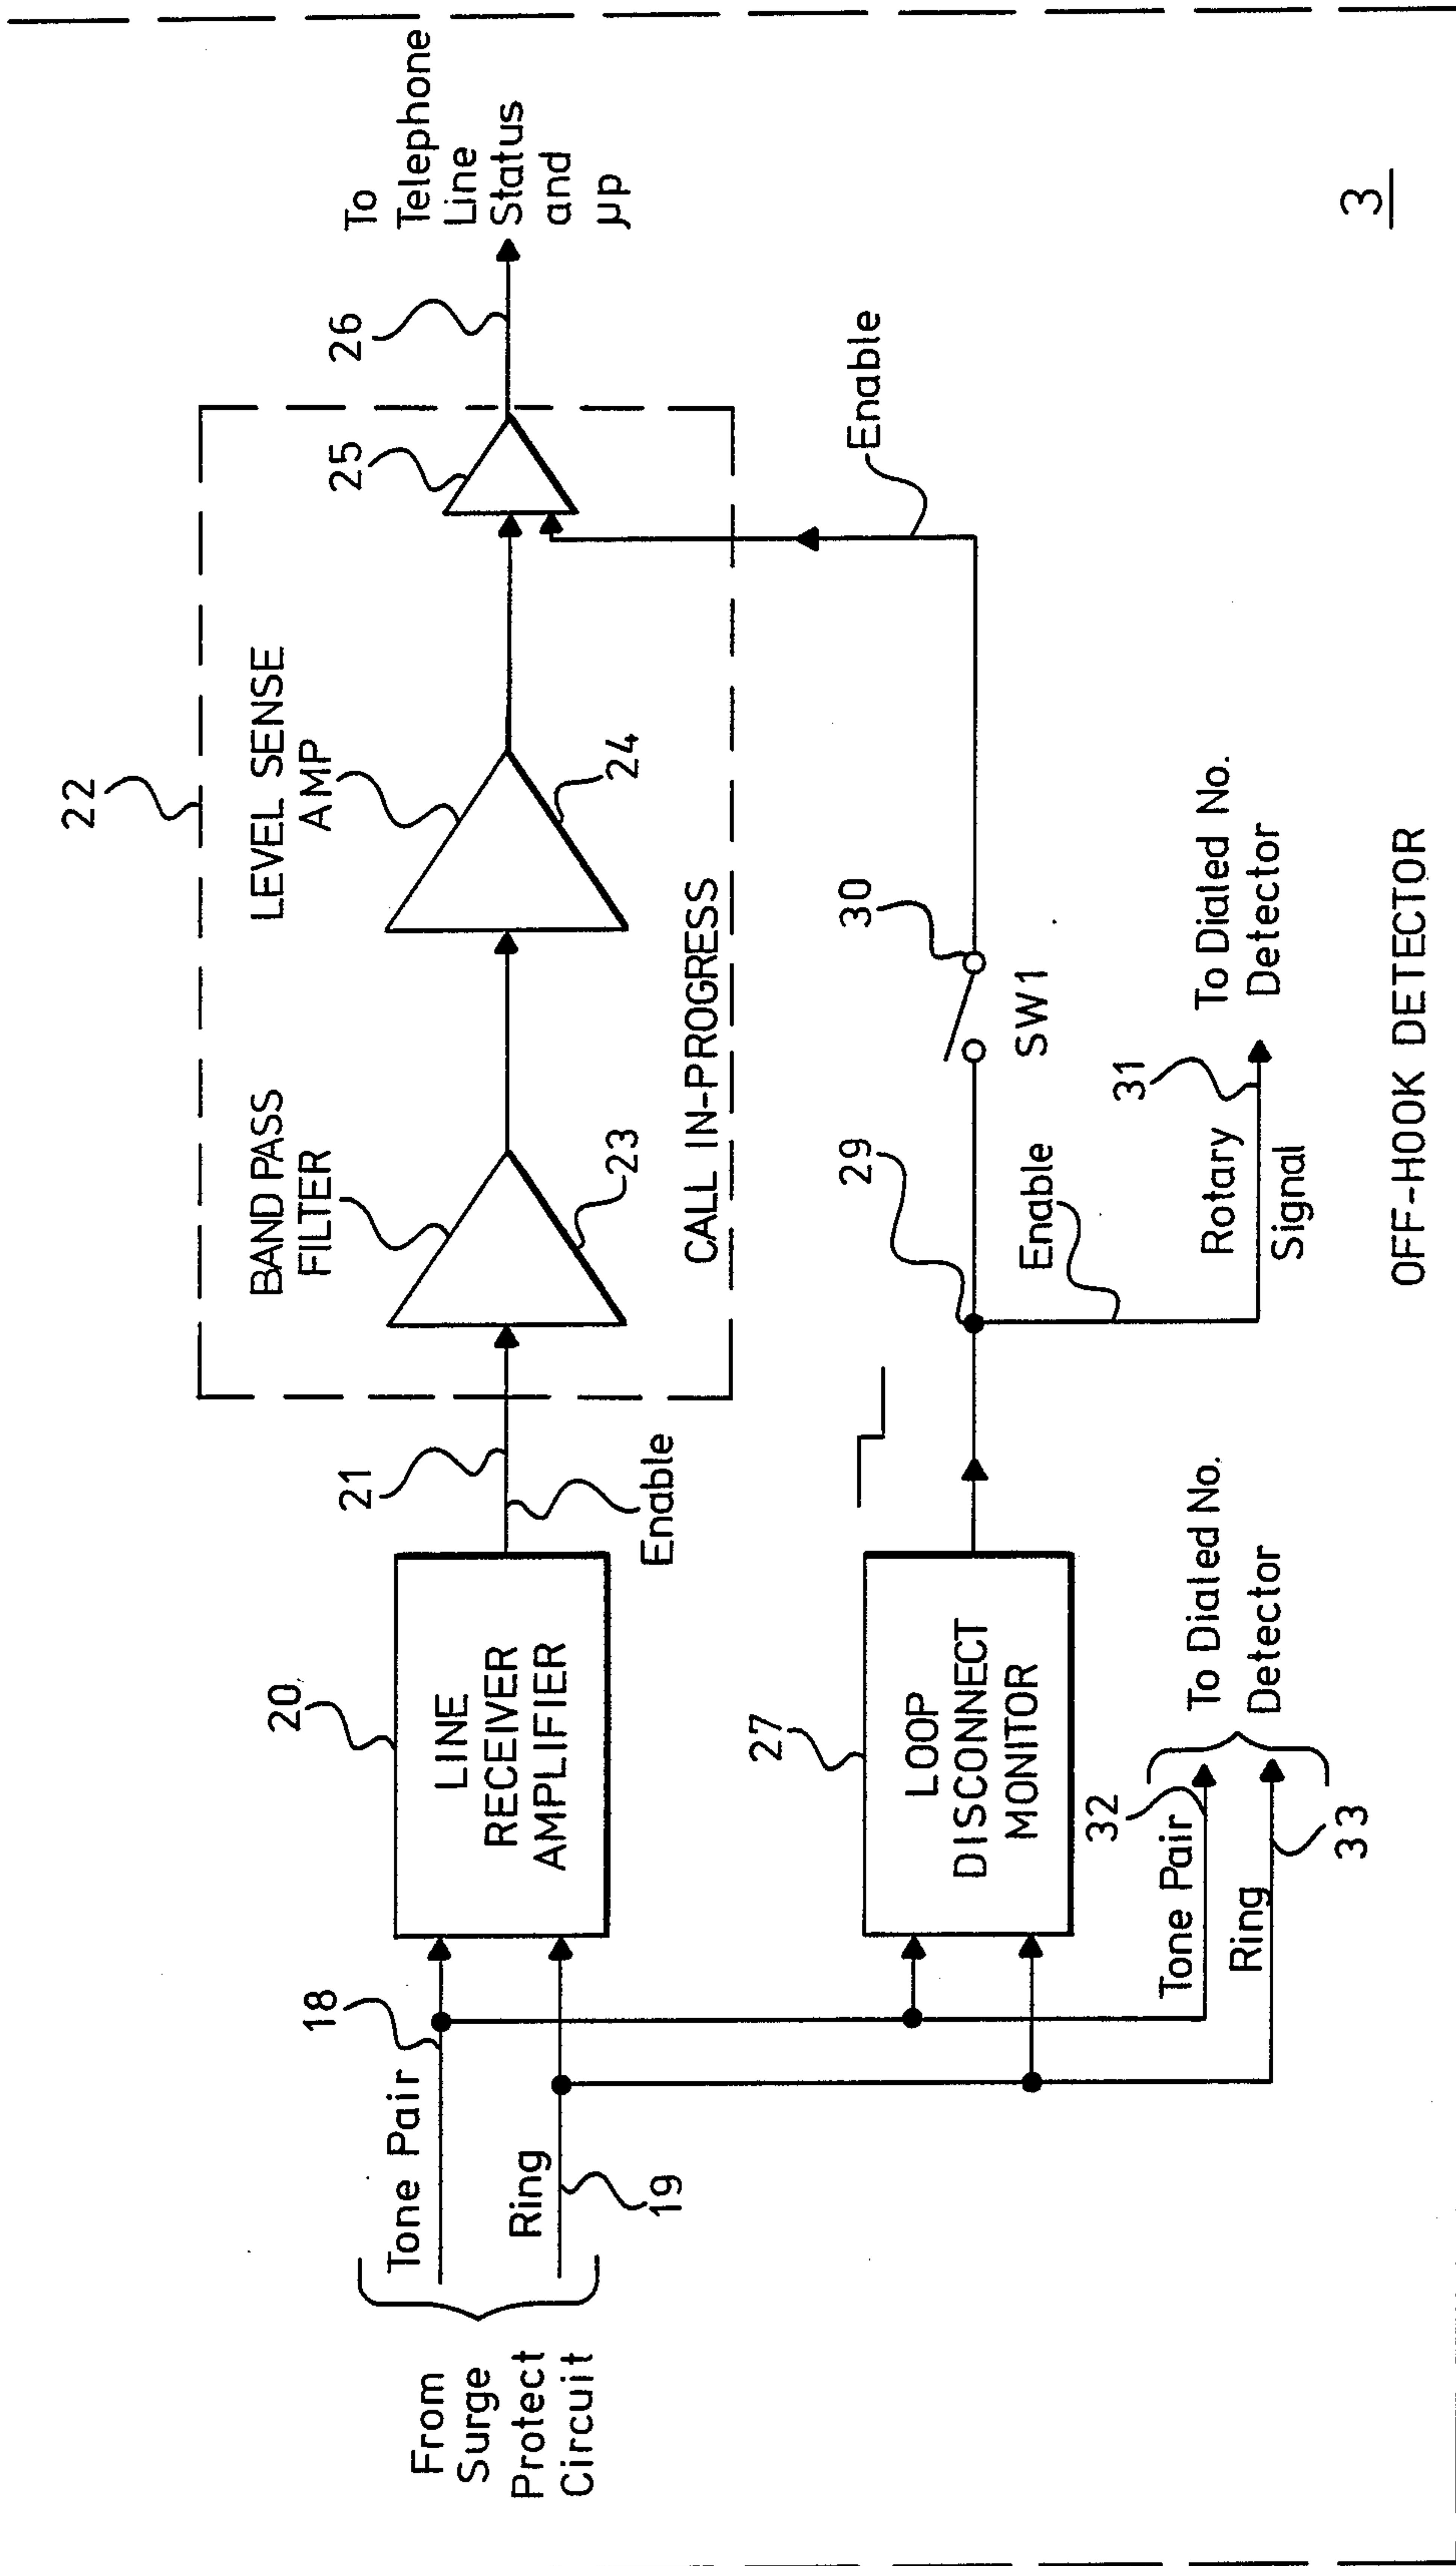 22
BAND PASS
FILTER
LEVEL SENSE
AMP
25
26
To
Telephone
Line
Status
and
µp
20
LINE
RECEIVER
AMPLIFIER
21
Enable
23
24
CALL IN-PROGRESS
From
Surge
Protect
Circuit
Tone Pair
18
Ring
19
27
LOOP
DISCONNECT
MONITOR
29
30
SW1
Enable
Enable
Tone Pair
32
Ring
33
To Dialed No.
Detector
Rotary
Signal
31
To Dialed No.
Detector
OFF-HOOK DETECTOR
3